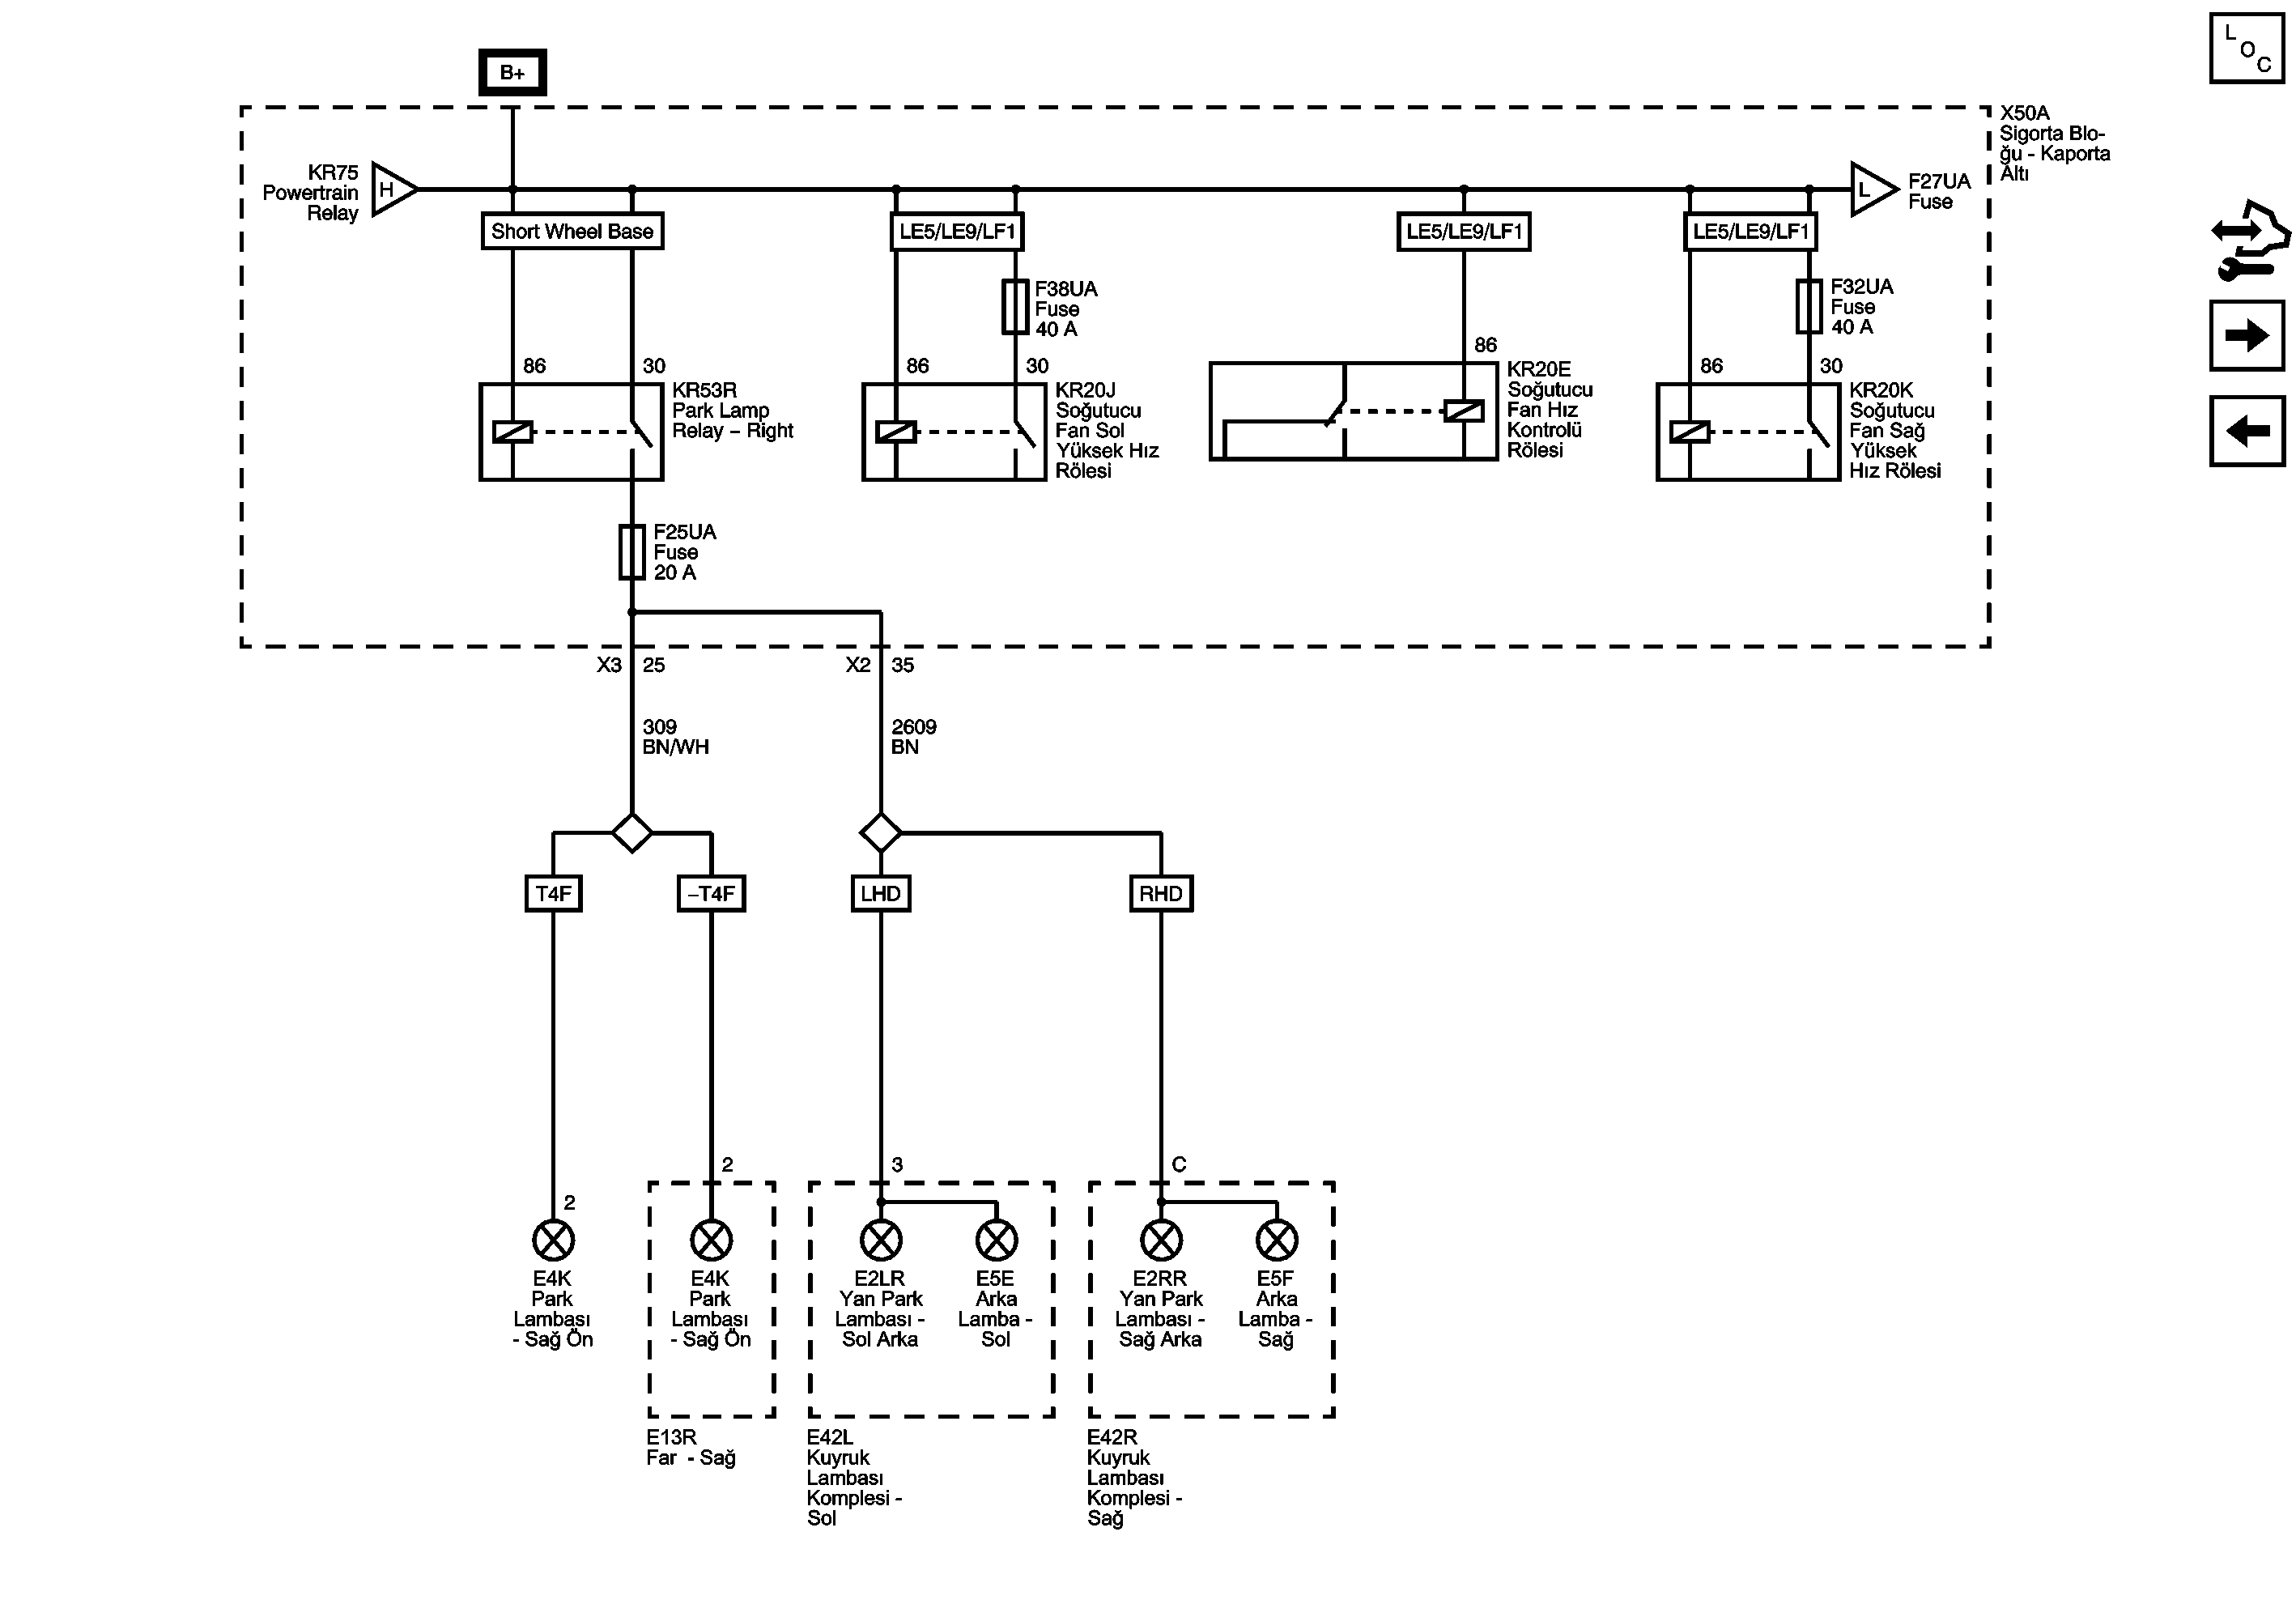 L
O
C
B+
X50A
Sigorta Blo-
ğu - Kaporta
Altı
KR75
Powertrain
Relay
H
L
F27UA
Fuse
Short Wheel Base
LE5/LE9/LF1
LE5/LE9/LF1
LE5/LE9/LF1
F38UA
Fuse
40 A
F32UA
Fuse
40 A
86
30
KR53R
Park Lamp
Relay – Right
86
30
KR20J
Soğutucu
Fan Sol
Yüksek Hız
Rölesi
86
KR20E
Soğutucu
Fan Hız
Kontrolü
Rölesi
86
30
KR20K
Soğutucu
Fan Sağ
Yüksek
Hız Rölesi
F25UA
Fuse
20 A
X3 25
X2 35
309
BN/WH
2609
BN
T4F
–T4F
LHD
RHD
2
2
3
C
E4K
Park
Lambası
- Sağ Ön
E4K
Park
Lambası
- Sağ Ön
E2LR
Yan Park
Lambası -
Sol Arka
E5E
Arka
Lamba -
Sol
E2RR
Yan Park
Lambası -
Sağ Arka
E5F
Arka
Lamba -
Sağ
E13R
Far - Sağ
E42L
Kuyruk
Lambası
Komplesi -
Sol
E42R
Kuyruk
Lambası
Komplesi -
Sağ